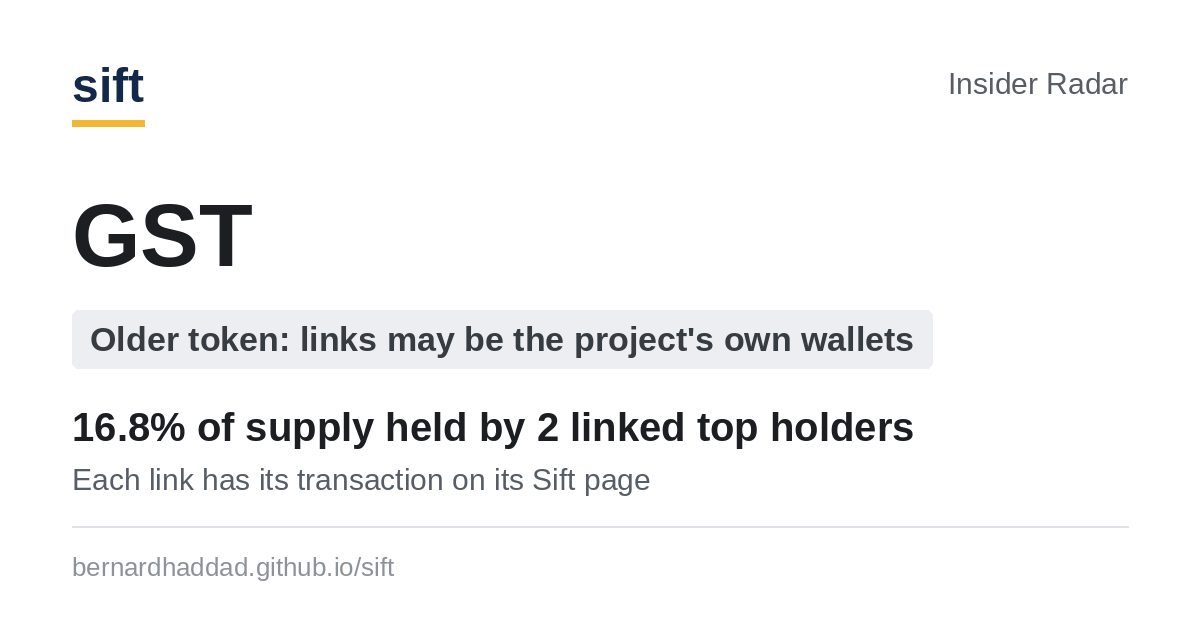 sift
Insider Radar
GST
Older token: links may be the project's own wallets
16.8% of supply held by 2 linked top holders
Each link has its transaction on its Sift page
bernardhaddad.github.io/sift